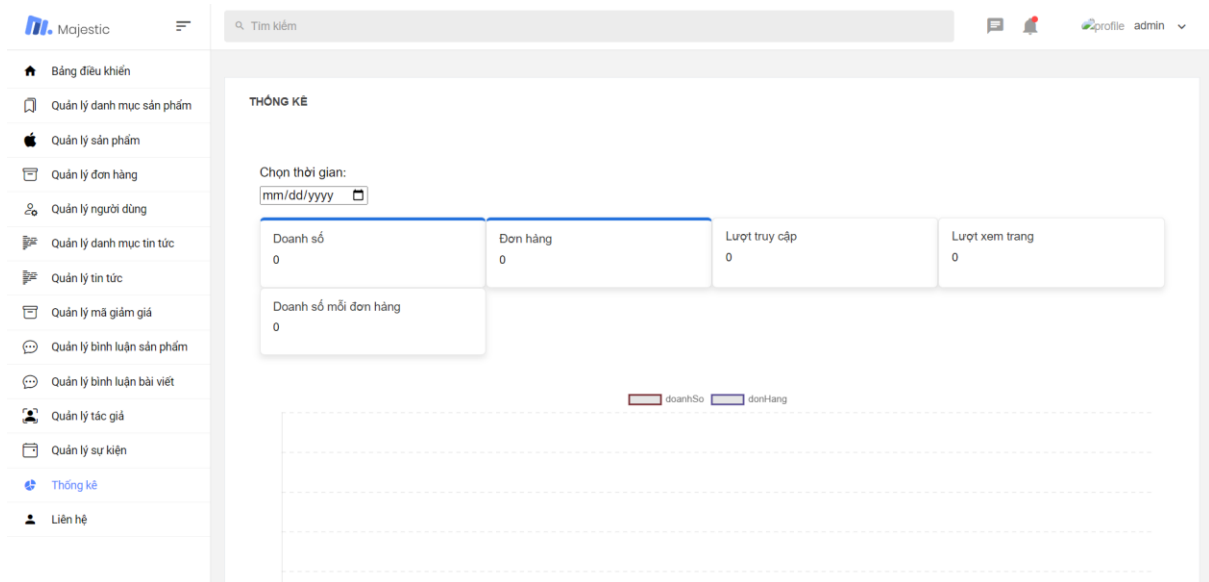 Majestic
Tìm kiếm
profile admin
Bảng điều khiển
Quản lý danh mục sản phẩm
Quản lý sản phẩm
Quản lý đơn hàng
Quản lý người dùng
Quản lý danh mục tin tức
Quản lý tin tức
Quản lý mã giảm giá
Quản lý bình luận sản phẩm
Quản lý bình luận bài viết
Quản lý tác giả
Quản lý sự kiện
Thống kê
Liên hệ
THỐNG KÊ
Chọn thời gian:
mm/dd/yyyy
Doanh số
0
Đơn hàng
0
Lượt truy cập
0
Lượt xem trang
0
Doanh số mỗi đơn hàng
0
doanhSo donHang